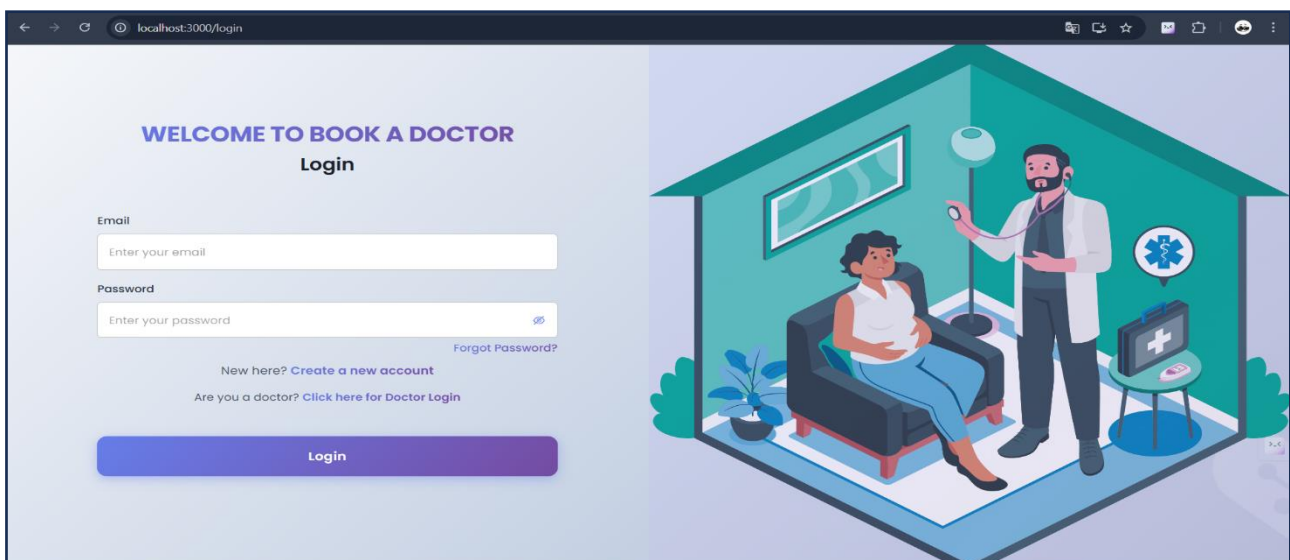 localhost:3000/login
WELCOME TO BOOK A DOCTOR
Login
Email
Enter your email
Password
Enter your password
Forgot Password?
New here? Create a new account
Are you a doctor? Click here for Doctor Login
Login